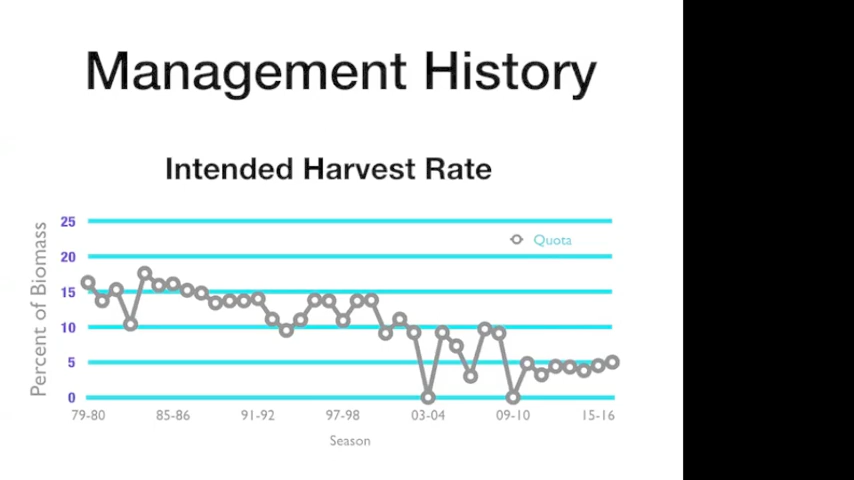 Management History
Intended Harvest Rate
Percent of Biomass
25
20
15
10
5
0
Quota
79-80 85-86 91-92 97-98 03-04 09-10 15-16
Season